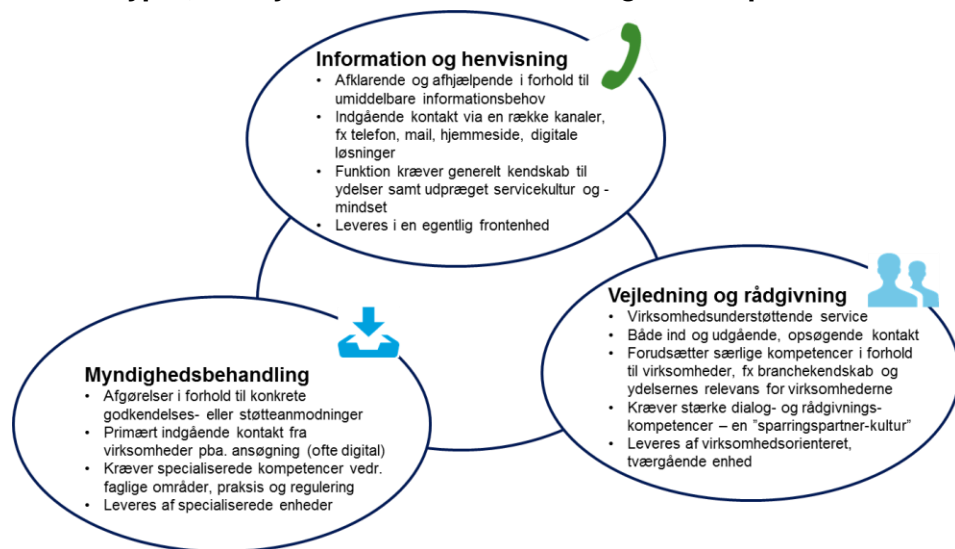 Information og henvisning
• Afklarende og afhjælpende i forhold til
umiddelbare informationsbehov
• Indgående kontakt via en række kanaler,
fx telefon, mail, hjemmeside, digitale
løsninger
• Funktion kræver generelt kendskab til
ydelser samt udpræget servicekultur og -
mindset
• Leveres i en egentlig frontenhed
Vejledning og rådgivning
• Virksomhedsunderstøttende service
• Både ind og udgående, opsøgende kontakt
• Forudsætter særlige kompetencer i forhold
til virksomheder, fx branchekendskab og
ydelsernes relevans for virksomhederne
• Kræver stærke dialog- og rådgivnings-
kompetencer – en ”sparringspartner-kultur”
• Leveres af virksomhedsorienteret,
tværgående enhed
Myndighedsbehandling
• Afgørelser i forhold til konkrete
godkendelses- eller støtteanmodninger
• Primært indgående kontakt fra
virksomheder pba. ansøgning (ofte digital)
• Kræver specialiserede kompetencer vedr.
faglige områder, praksis og regulering
• Leveres af specialiserede enheder